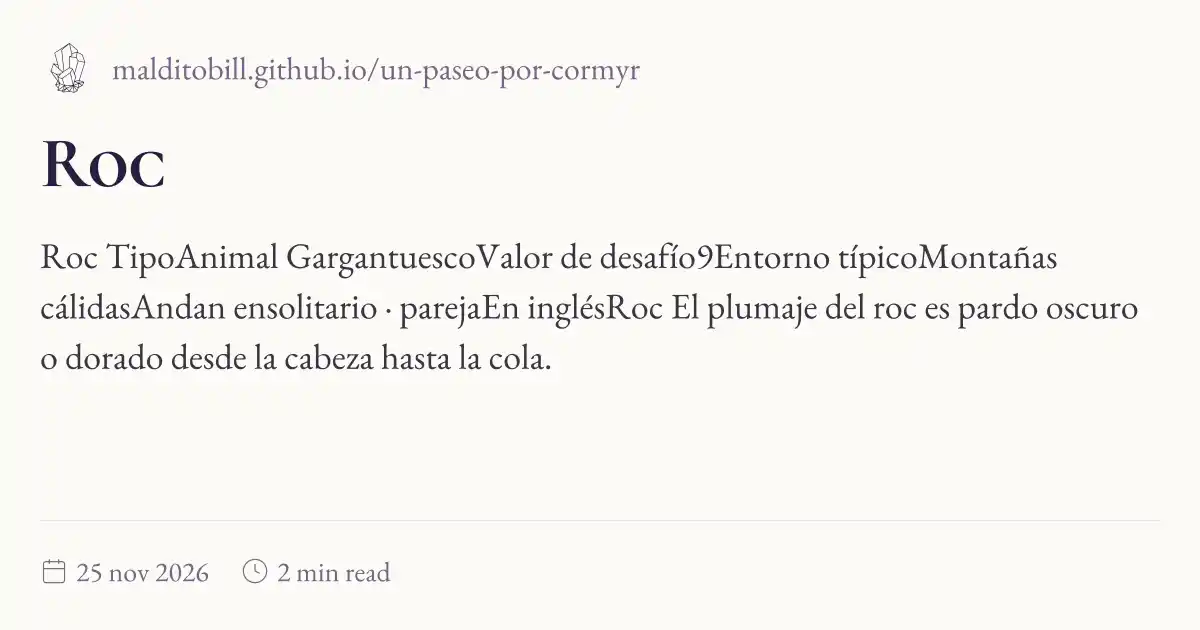 malditobill.github.io/un-paseo-por-cormyr
Roc
Roc TipoAnimal GargantuescoValor de desafío9Entorno típicoMontañas
cálidasAndan ensolitario · parejaEn inglésRoc El plumaje del roc es pardo oscuro
o dorado desde la cabeza hasta la cola.
25 nov 2026
2 min read